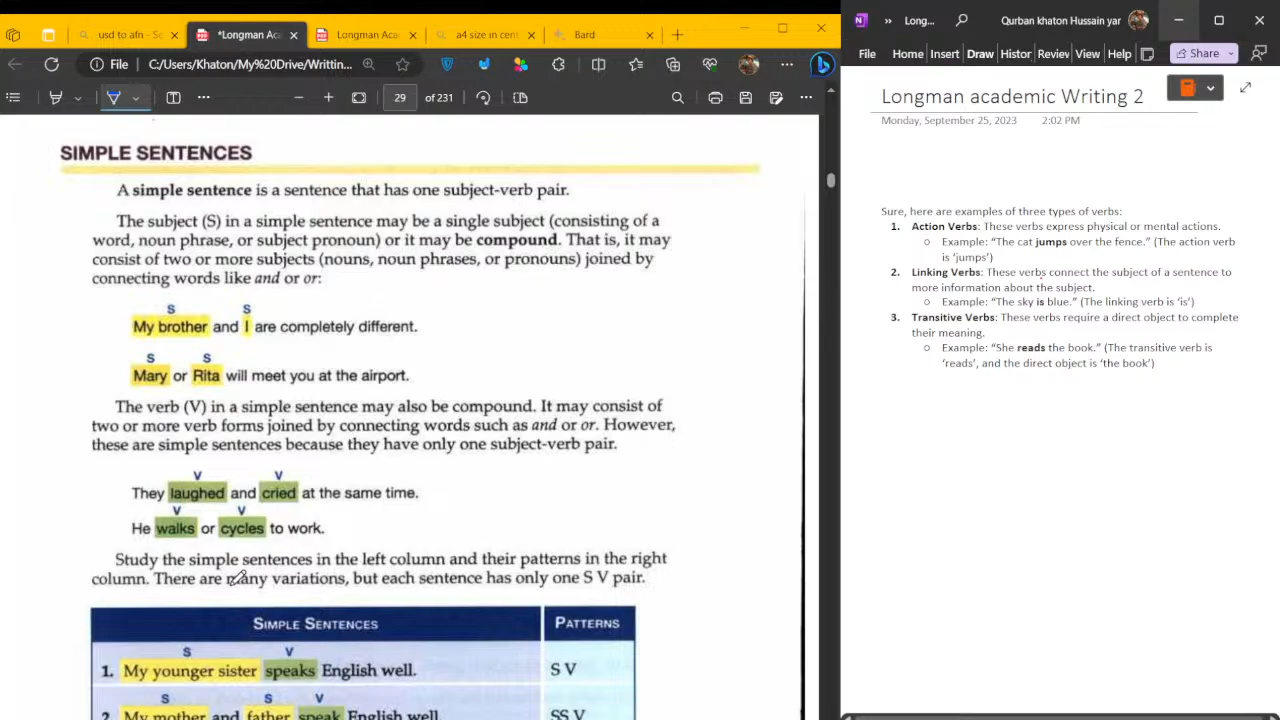 usd to afn - Sc
*Longman Aca
Longman Aca
a4 size in cent
Bard
File
C:/Users/Khaton/My%20Drive/Writtin...
29 of 231
SIMPLE SENTENCES
A simple sentence is a sentence that has one subject-verb pair.
The subject (S) in a simple sentence may be a single subject (consisting of a
word, noun phrase, or subject pronoun) or it may be compound. That is, it may
consist of two or more subjects (nouns, noun phrases, or pronouns) joined by
connecting words like and or or:
S S
My brother and I are completely different.
S S
Mary or Rita will meet you at the airport.
The verb (V) in a simple sentence may also be compound. It may consist of
two or more verb forms joined by connecting words such as and or or. However,
these are simple sentences because they have only one subject-verb pair.
V V
They laughed and cried at the same time.
V V
He walks or cycles to work.
Study the simple sentences in the left column and their patterns in the right
column. There are many variations, but each sentence has only one S V pair.
SIMPLE SENTENCES PATTERNS
S V
1. My younger sister speaks English well. S V
S S V
2. My mother and father speak English well. SS V
» Long...
Qurban khaton Hussain yar
File Home Insert Draw Histor Review View Help
Share
Longman academic Writing 2
Monday, September 25, 2023 2:02 PM
Sure, here are examples of three types of verbs:
1. Action Verbs: These verbs express physical or mental actions.
○ Example: “The cat jumps over the fence.” (The action verb
is ‘jumps’)
2. Linking Verbs: These verbs connect the subject of a sentence to
more information about the subject.
○ Example: “The sky is blue.” (The linking verb is ‘is’)
3. Transitive Verbs: These verbs require a direct object to complete
their meaning.
○ Example: “She reads the book.” (The transitive verb is
‘reads’, and the direct object is ‘the book’)